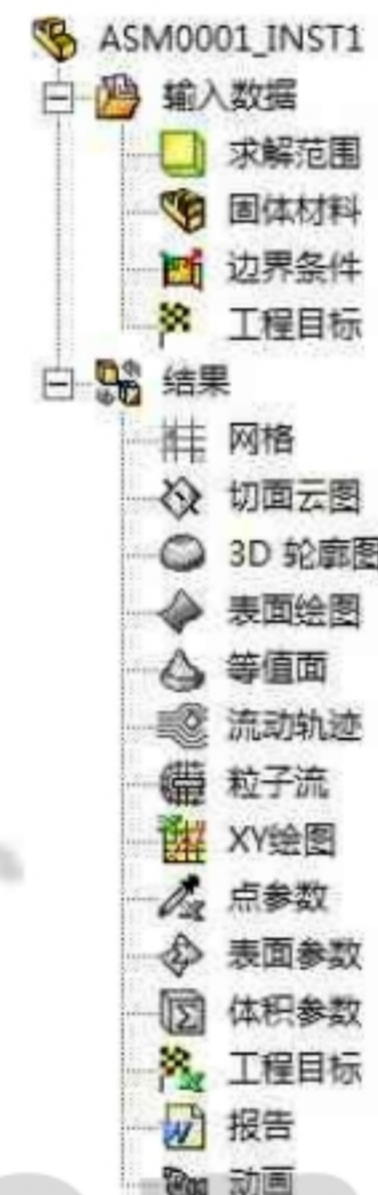 ASM0001_INST1
输入数据
求解范围
固体材料
边界条件
工程目标
结果
网格
切面云图
3D 轮廓图
表面绘图
等值面
流动轨迹
粒子流
XY绘图
点参数
表面参数
体积参数
工程目标
报告
动画